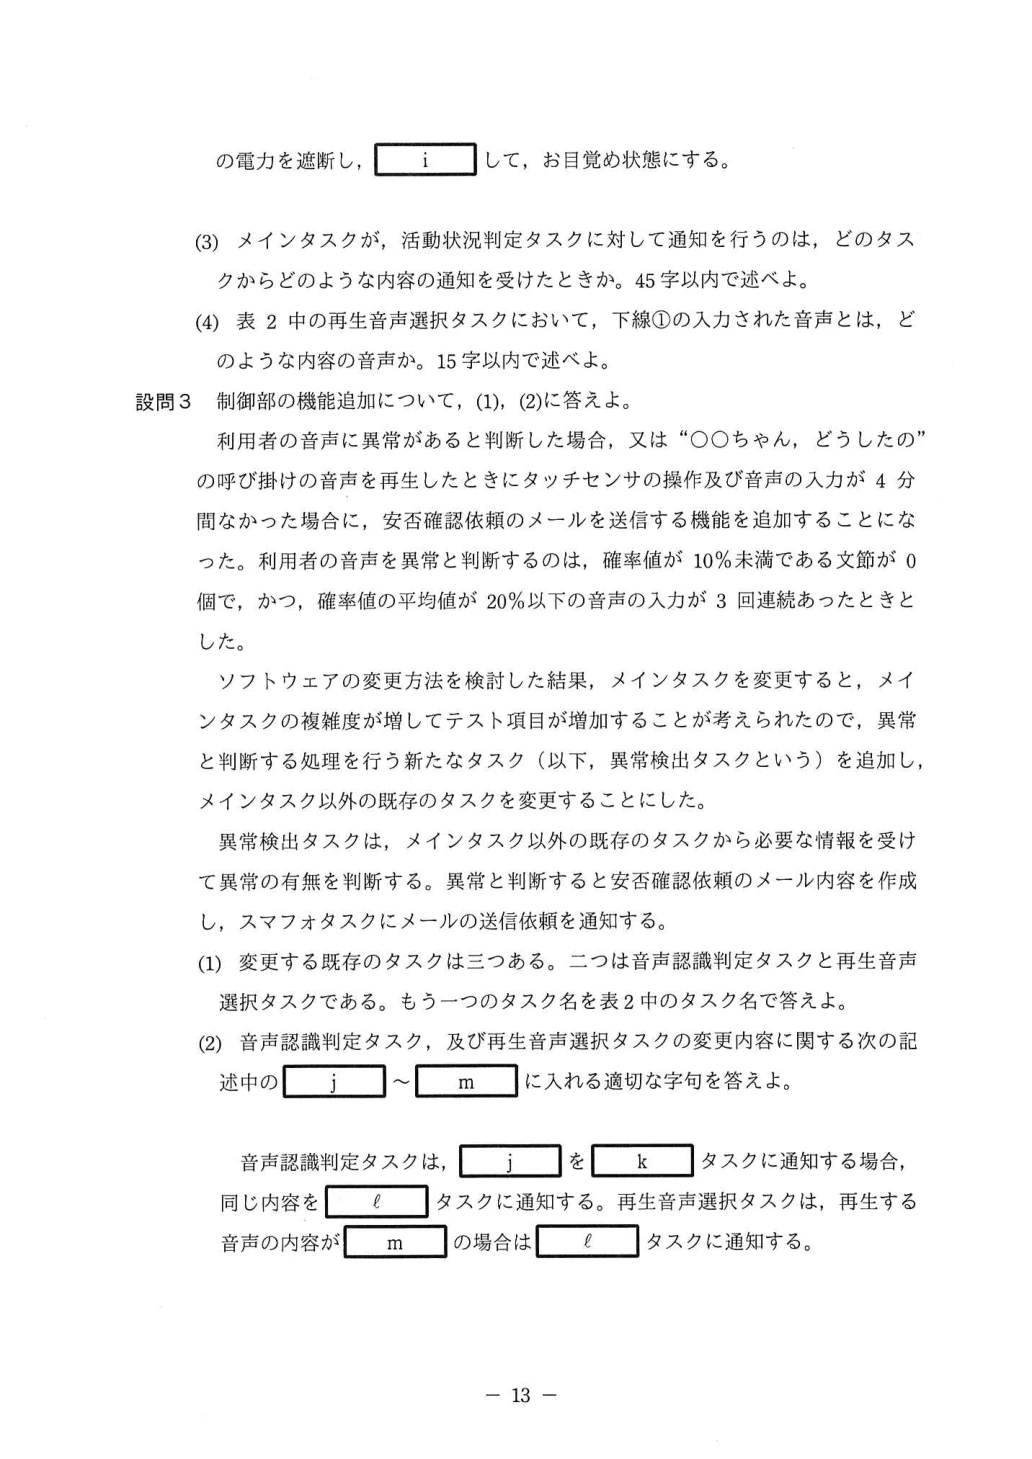 の電力を遮断し， i して，お目覚め状態にする。
(3) メインタスクが，活動状況判定タスクに対して通知を行うのは，どのタス
クからどのような内容の通知を受けたときか。45 字以内で述べよ。
(4) 表 2 中の再生音声選択タスクにおいて，下線①の入力された音声とは，ど
のような内容の音声か。15 字以内で述べよ。
設問３ 制御部の機能追加について，(1)，(2)に答えよ。
利用者の音声に異常があると判断した場合，又は“〇〇ちゃん，どうしたの”
の呼び掛けの音声を再生したときにタッチセンサの操作及び音声の入力が 4 分
間なかった場合に，安否確認依頼のメールを送信する機能を追加することにな
った。利用者の音声を異常と判断するのは，確率値が 10％未満である文節が 0
個で，かつ，確率値の平均値が 20％以下の音声の入力が 3 回連続あったときと
した。
ソフトウェアの変更方法を検討した結果，メインタスクを変更すると，メイ
ンタスクの複雑度が増してテスト項目が増加することが考えられたので，異常
と判断する処理を行う新たなタスク（以下，異常検出タスクという）を追加し，
メインタスク以外の既存のタスクを変更することにした。
異常検出タスクは，メインタスク以外の既存のタスクから必要な情報を受け
て異常の有無を判断する。異常と判断すると安否確認依頼のメール内容を作成
し，スマフォタスクにメールの送信依頼を通知する。
(1) 変更する既存のタスクは三つある。二つは音声認識判定タスクと再生音声
選択タスクである。もう一つのタスク名を表 2 中のタスク名で答えよ。
(2) 音声認識判定タスク，及び再生音声選択タスクの変更内容に関する次の記
述中の j ～ m に入れる適切な字句を答えよ。
音声認識判定タスクは， j を k タスクに通知する場合，
同じ内容を ℓ タスクに通知する。再生音声選択タスクは，再生する
音声の内容が m の場合は ℓ タスクに通知する。
－ 13 －